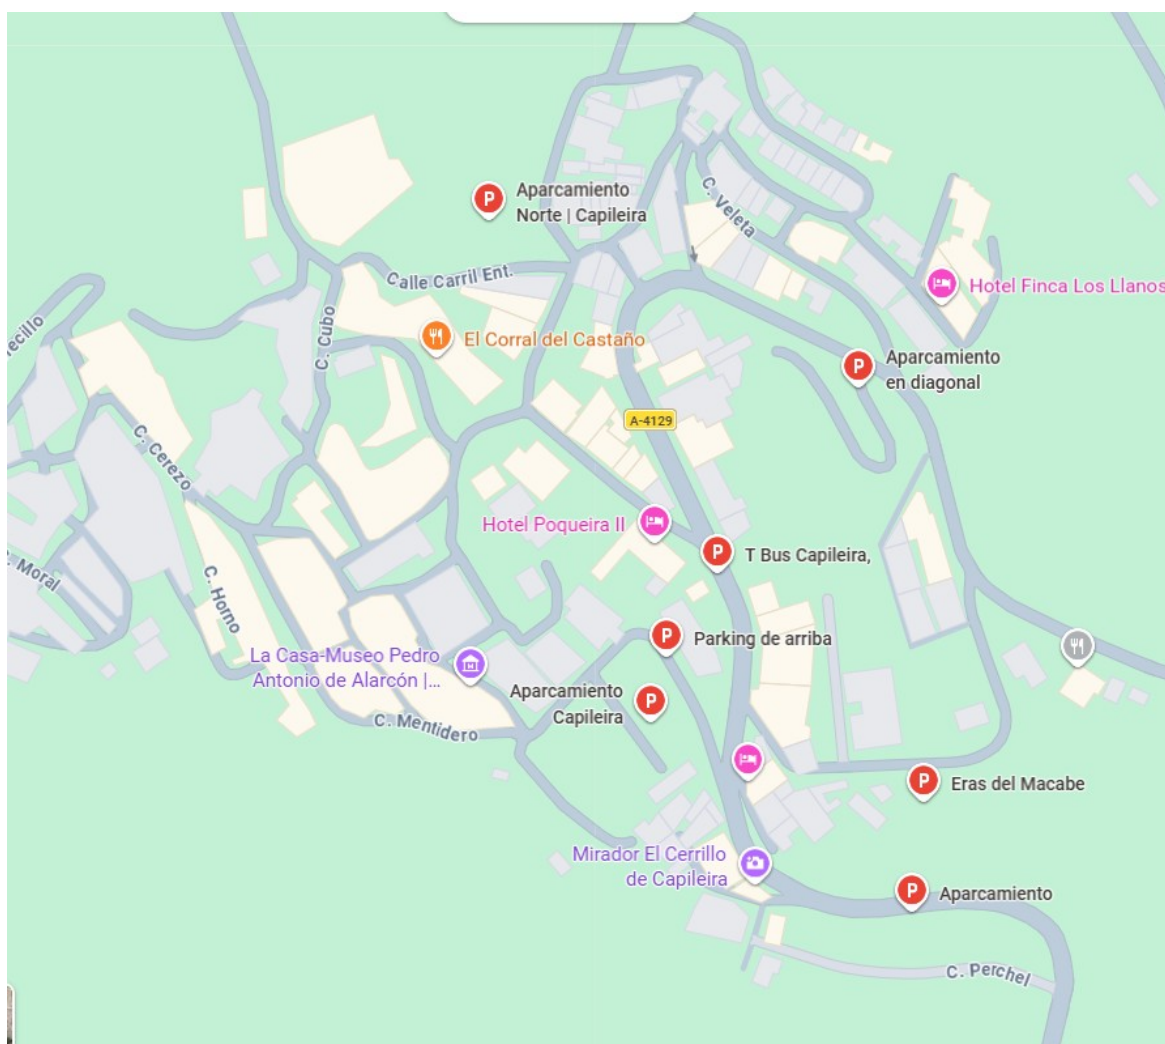 Aparcamiento
Norte | Capileira
C. Veleta
Calle Carril Ent.
Hotel Finca Los Llanos
C. Cubo
El Corral del Castaño
Aparcamiento
en diagonal
A-4129
C. Cerezo
Hotel Poqueira II
T Bus Capileira,
C. Moral
C. Horno
Parking de arriba
La Casa-Museo Pedro
Antonio de Alarcón |...
Aparcamiento
Capileira
C. Mentidero
Eras del Macabe
Mirador El Cerrillo
de Capileira
Aparcamiento
C. Perchel